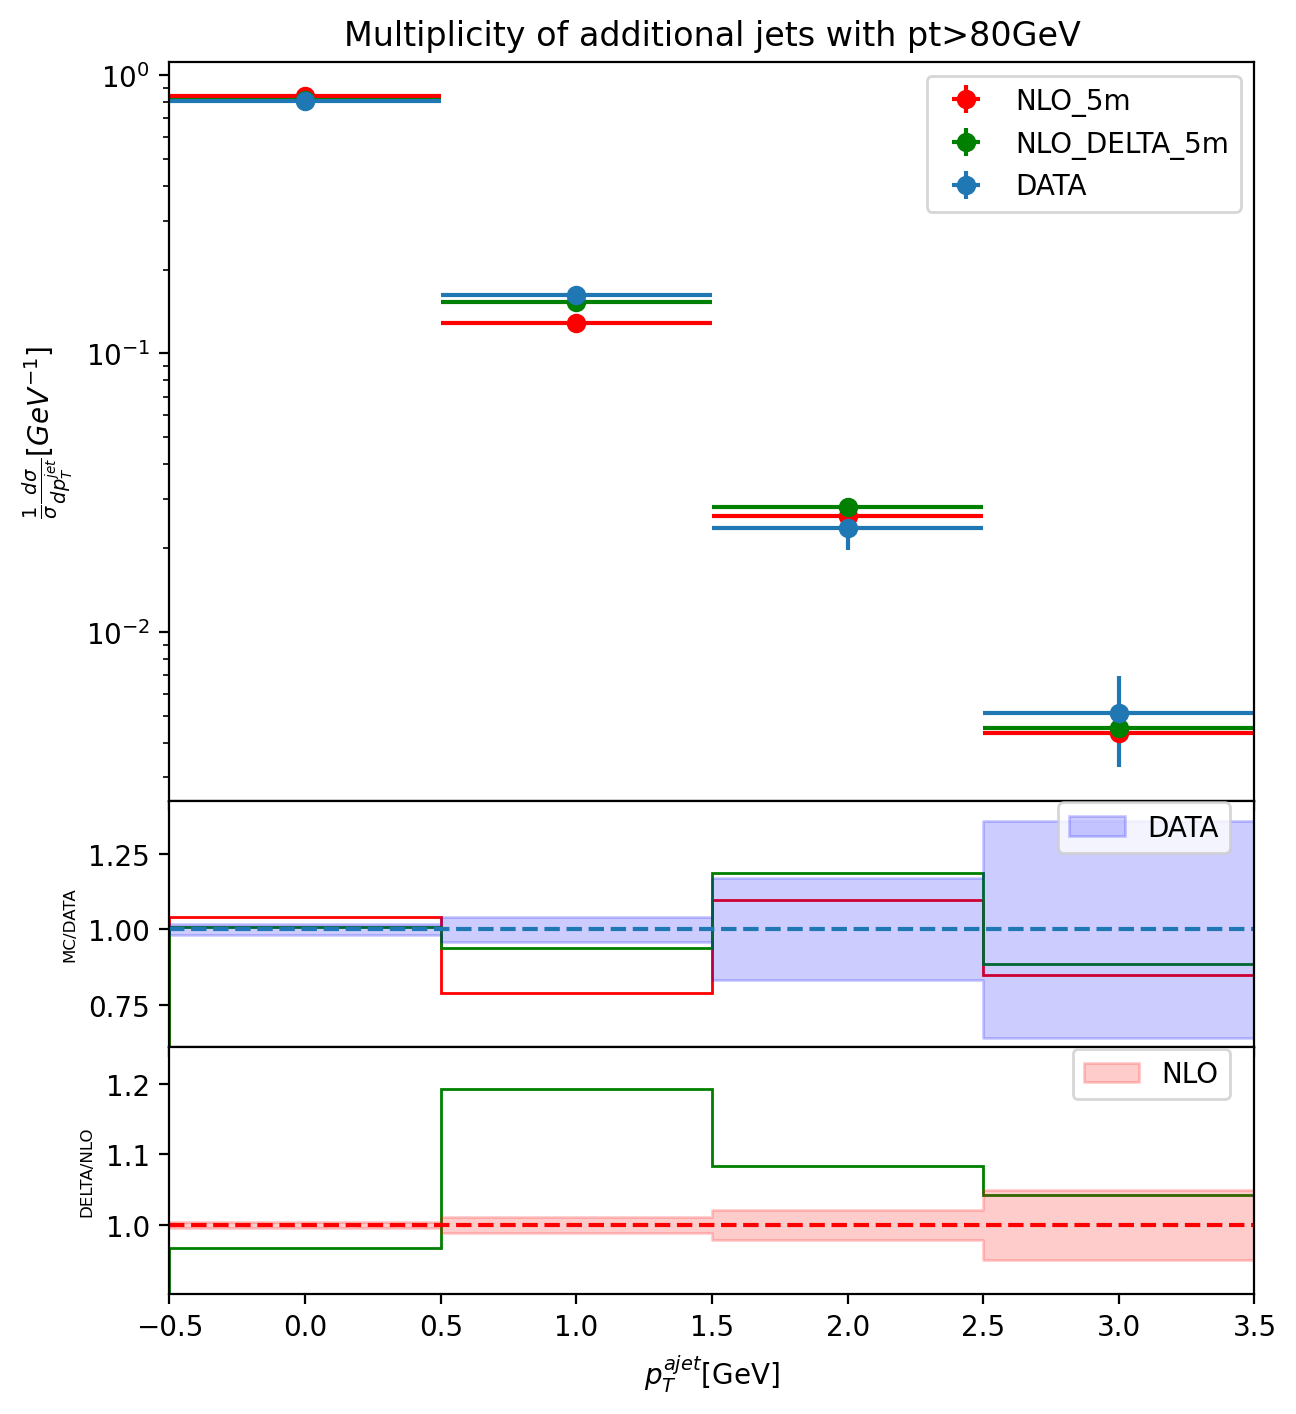 Multiplicity of additional jets with pt>80GeV
10⁰
10⁻¹
10⁻²
1/σ dσ/dp_T^{jet} [GeV⁻¹]
NLO_5m
NLO_DELTA_5m
DATA
1.25
1.00
0.75
MC/DATA
DATA
1.2
1.1
1.0
DELTA/NLO
NLO
−0.5 0.0 0.5 1.0 1.5 2.0 2.5 3.0 3.5
p_T^{ajet}[GeV]